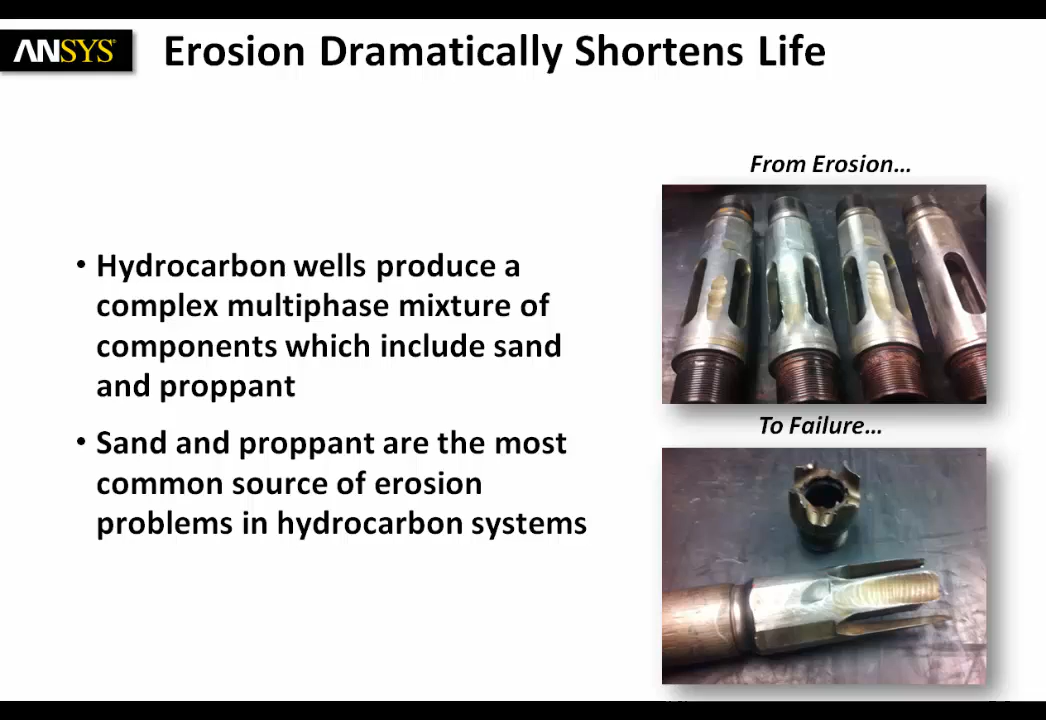 ANSYS®
Erosion Dramatically Shortens Life
From Erosion...
• Hydrocarbon wells produce a
complex multiphase mixture of
components which include sand
and proppant
• Sand and proppant are the most
common source of erosion
problems in hydrocarbon systems
To Failure...